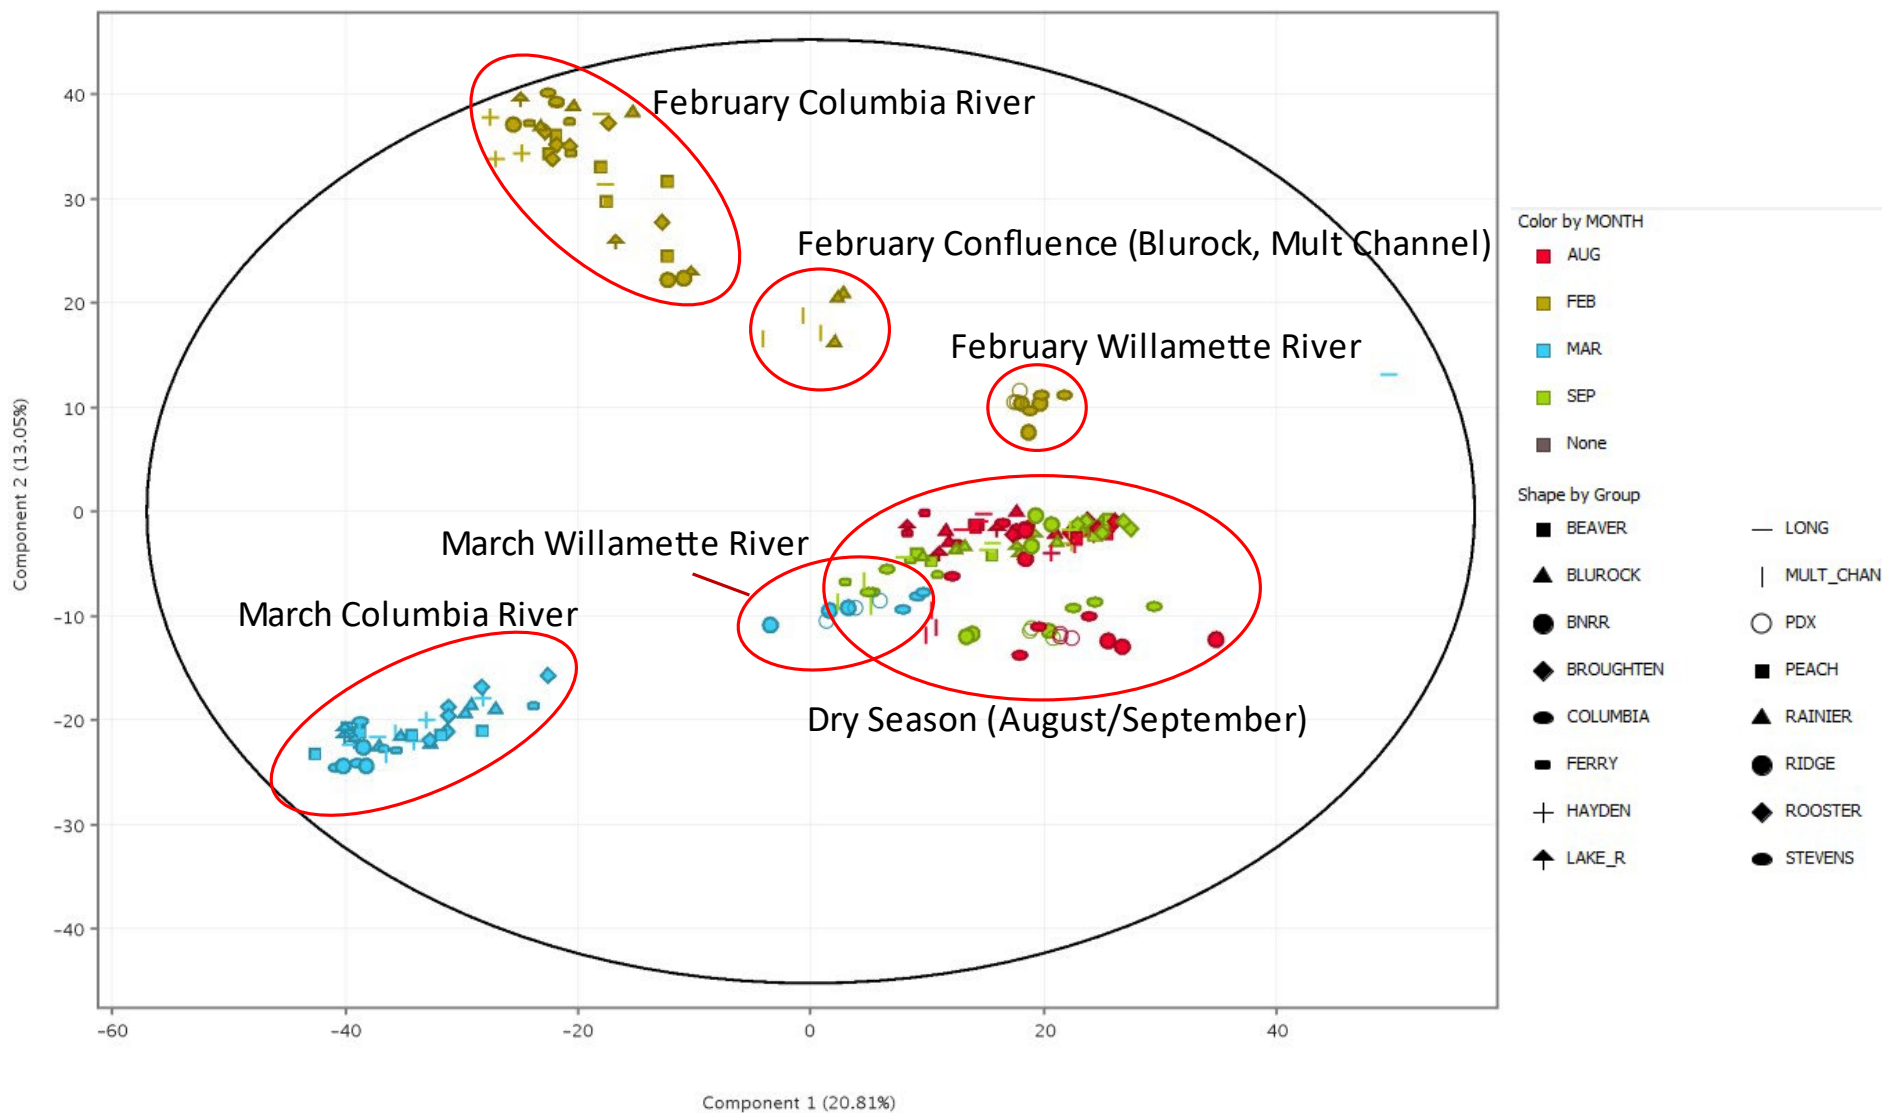 February Columbia River
February Confluence (Blurock, Mult Channel)
February Willamette River
March Willamette River
March Columbia River
Dry Season (August/September)
Component 2 (13.05%)
40
30
20
10
0
-10
-20
-30
-40
-60
-40
-20
0
20
40
Component 1 (20.81%)
Color by MONTH
AUG
FEB
MAR
SEP
None
Shape by Group
BEAVER
BLUROCK
BNRR
BROUGHTEN
COLUMBIA
FERRY
HAYDEN
LAKE_R
LONG
MULT_CHAN
PDX
PEACH
RAINIER
RIDGE
ROOSTER
STEVENS